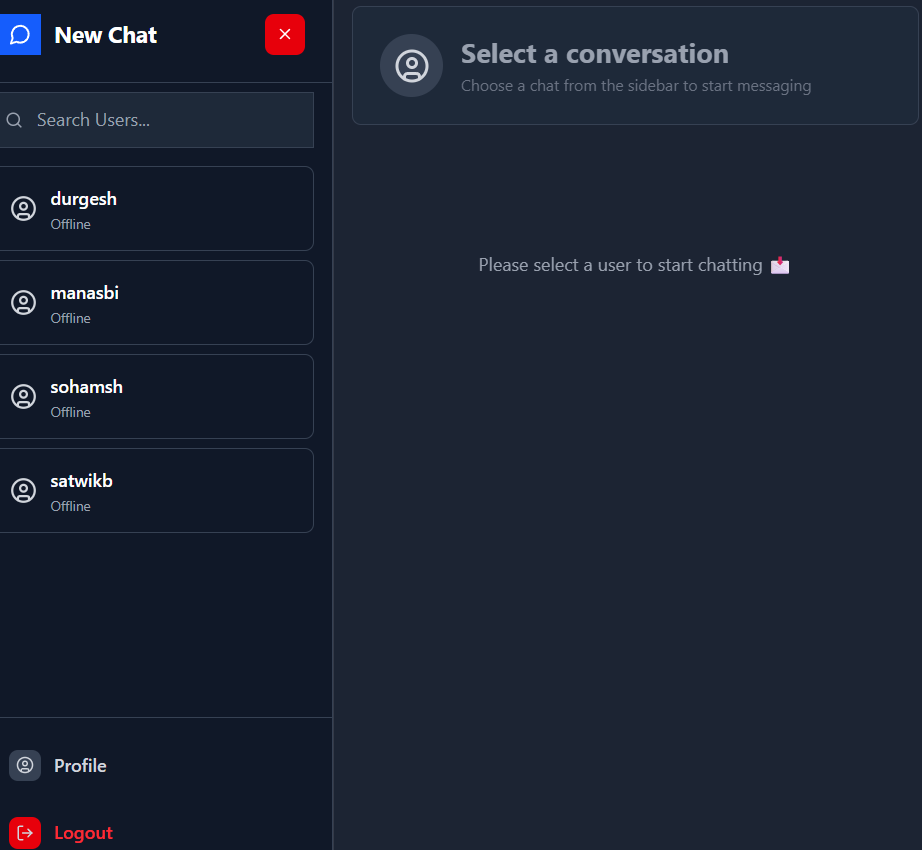 New Chat
Search Users...
durgesh
Offline
manasbi
Offline
sohamsh
Offline
satwikb
Offline
Profile
Logout
Select a conversation
Choose a chat from the sidebar to start messaging
Please select a user to start chatting 📩